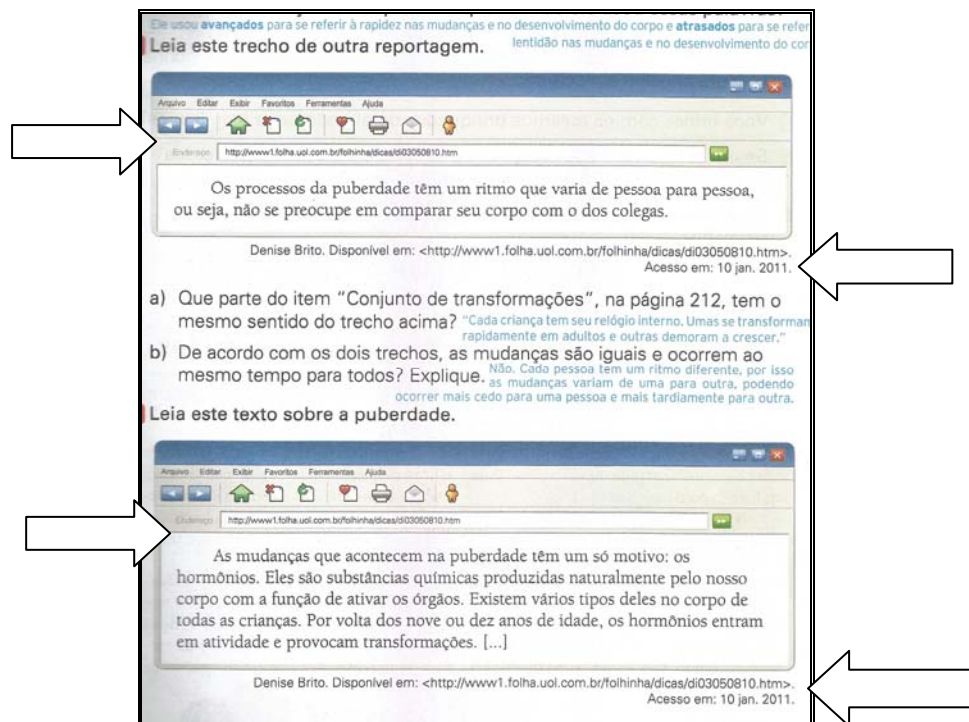 Ele usou avançados para se referir à rapidez nas mudanças e no desenvolvimento do corpo e atrasados para se refer
Leia este trecho de outra reportagem.
lentidão nas mudanças e no desenvolvimento do cor
Arquivo Editar Exibir Favoritos Ferramentas Ajuda
Endereço http://www1.folha.uol.com.br/folhinha/dicas/di03050810.htm
Os processos da puberdade têm um ritmo que varia de pessoa para pessoa,
ou seja, não se preocupe em comparar seu corpo com o dos colegas.
Denise Brito. Disponível em: <http://www1.folha.uol.com.br/folhinha/dicas/di03050810.htm>.
Acesso em: 10 jan. 2011.
a) Que parte do item "Conjunto de transformações", na página 212, tem o
mesmo sentido do trecho acima? "Cada criança tem seu relógio interno. Umas se transforman
rapidamente em adultos e outras demoram a crescer."
b) De acordo com os dois trechos, as mudanças são iguais e ocorrem ao
mesmo tempo para todos? Explique. Não. Cada pessoa tem um ritmo diferente, por isso
as mudanças variam de uma para outra, podendo
ocorrer mais cedo para uma pessoa e mais tardiamente para outra.
Leia este texto sobre a puberdade.
Arquivo Editar Exibir Favoritos Ferramentas Ajuda
Endereço http://www1.folha.uol.com.br/folhinha/dicas/di03050810.htm
As mudanças que acontecem na puberdade têm um só motivo: os
hormônios. Eles são substâncias químicas produzidas naturalmente pelo nosso
corpo com a função de ativar os órgãos. Existem vários tipos deles no corpo de
todas as crianças. Por volta dos nove ou dez anos de idade, os hormônios entram
em atividade e provocam transformações. [...]
Denise Brito. Disponível em: <http://www1.folha.uol.com.br/folhinha/dicas/di03050810.htm>.
Acesso em: 10 jan. 2011.